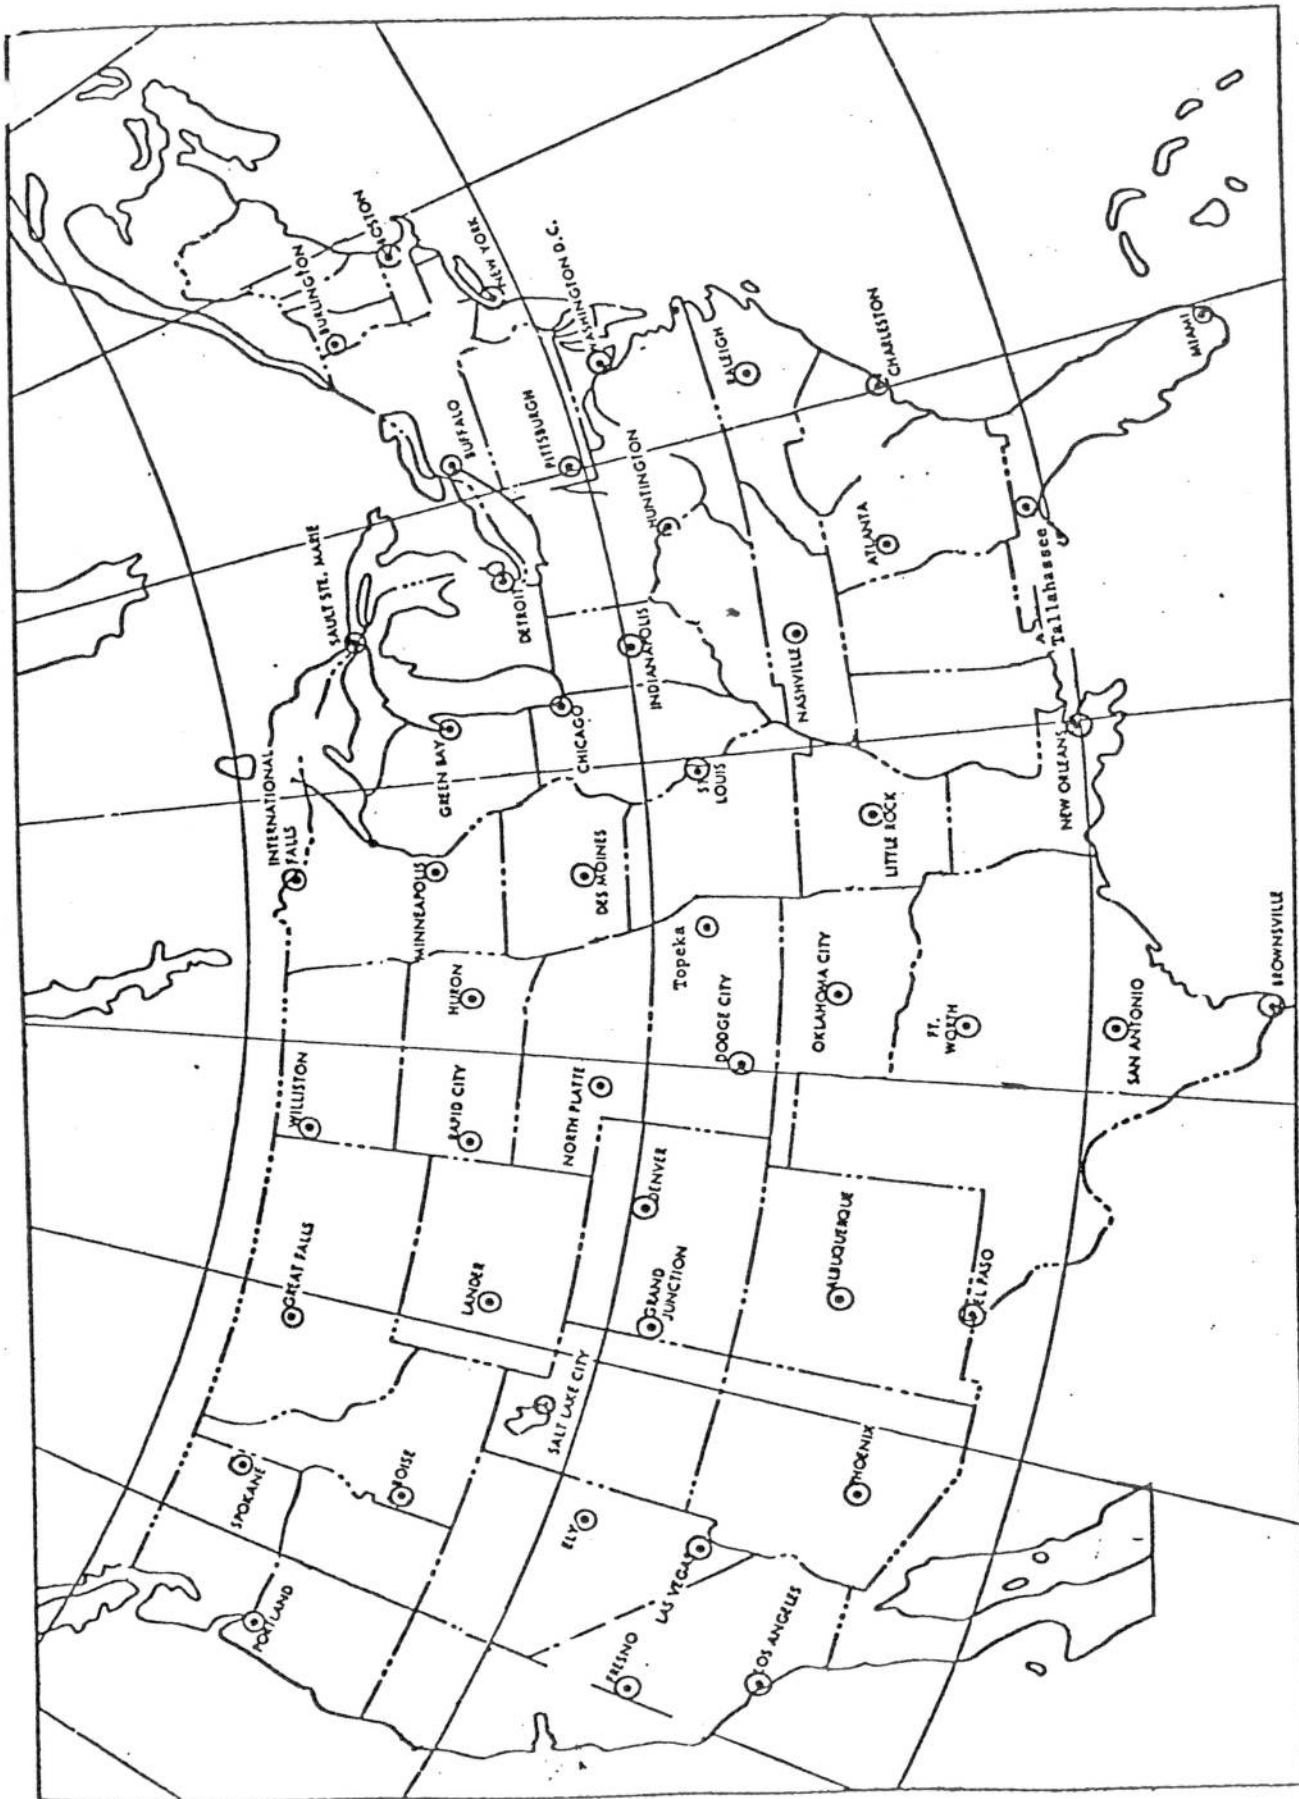 SPOKANE
PORTLAND
BOISE
GREAT FALLS
WILLISTON
INTERNATIONAL
FALLS
SAULT STE. MARIE
BURLINGTON
BOSTON
LANDER
RAPID CITY
HURON
MINNEAPOLIS
GREEN BAY
DETROIT
BUFFALO
NEW YORK
SALT LAKE CITY
ELY
NORTH PLATTE
DES MOINES
CHICAGO
PITTSBURGH
WASHINGTON D.C.
FRESNO
LAS VEGAS
GRAND
JUNCTION
DENVER
Topeka
DODGE CITY
ST.
LOUIS
INDIANAPOLIS
HUNTINGTON
RALEIGH
LOS ANGELES
PHOENIX
ALBUQUERQUE
OKLAHOMA CITY
LITTLE ROCK
NASHVILLE
ATLANTA
CHARLESTON
EL PASO
FT.
WORTH
SAN ANTONIO
NEW ORLEANS
Tallahassee
MIAMI
BROWNSVILLE